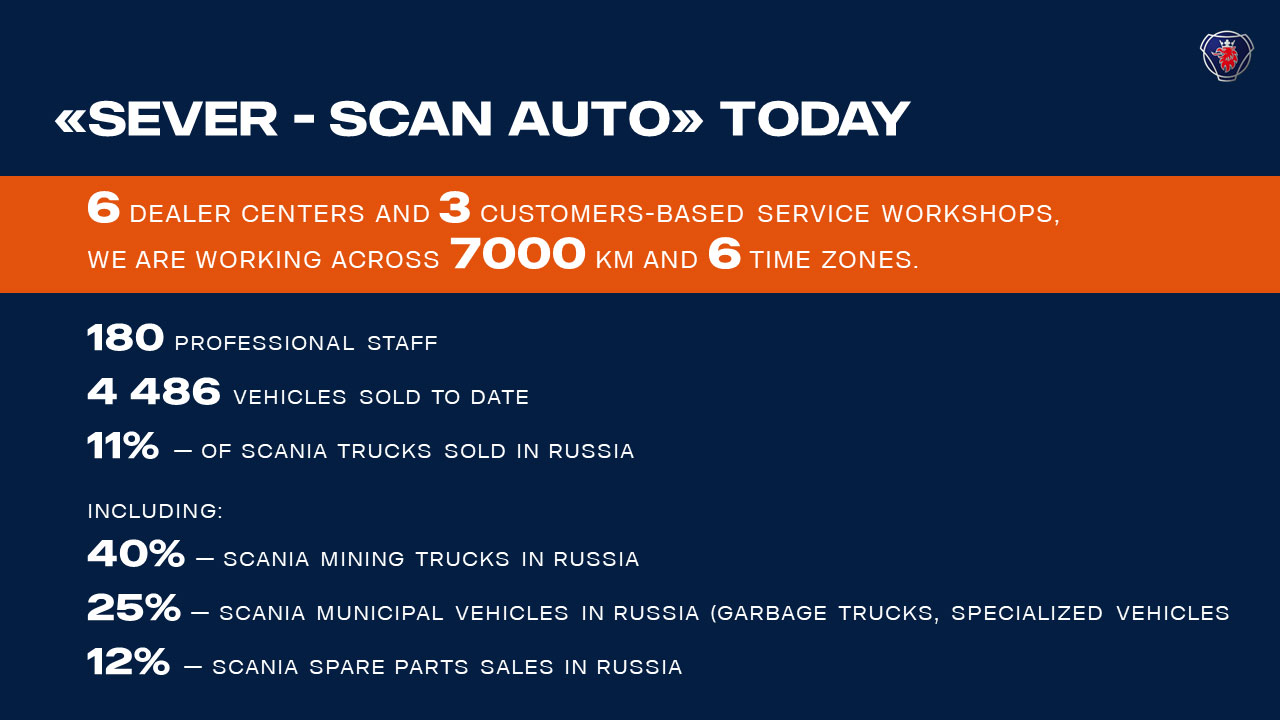 «SEVER - SCAN AUTO» TODAY
6 DEALER CENTERS AND 3 CUSTOMERS-BASED SERVICE WORKSHOPS,
WE ARE WORKING ACROSS 7000 KM AND 6 TIME ZONES.
180 PROFESSIONAL STAFF
4 486 VEHICLES SOLD TO DATE
11% — OF SCANIA TRUCKS SOLD IN RUSSIA
INCLUDING:
40% — SCANIA MINING TRUCKS IN RUSSIA
25% — SCANIA MUNICIPAL VEHICLES IN RUSSIA (GARBAGE TRUCKS, SPECIALIZED VEHICLES
12% — SCANIA SPARE PARTS SALES IN RUSSIA